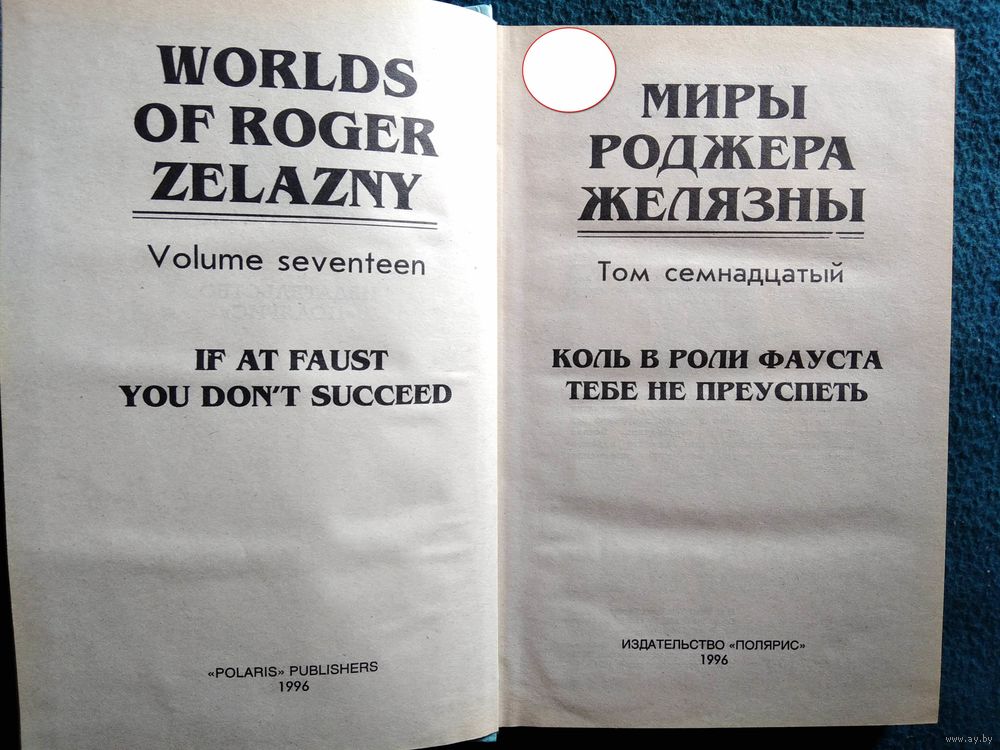 WORLDS
OF ROGER
ZELAZNY
Volume seventeen
IF AT FAUST
YOU DON'T SUCCEED
«POLARIS» PUBLISHERS
1996
МИРЫ
РОДЖЕРА
ЖЕЛЯЗНЫ
Том семнадцатый
КОЛЬ В РОЛИ ФАУСТА
ТЕБЕ НЕ ПРЕУСПЕТЬ
ИЗДАТЕЛЬСТВО «ПОЛЯРИС»
1996
www.ay.by